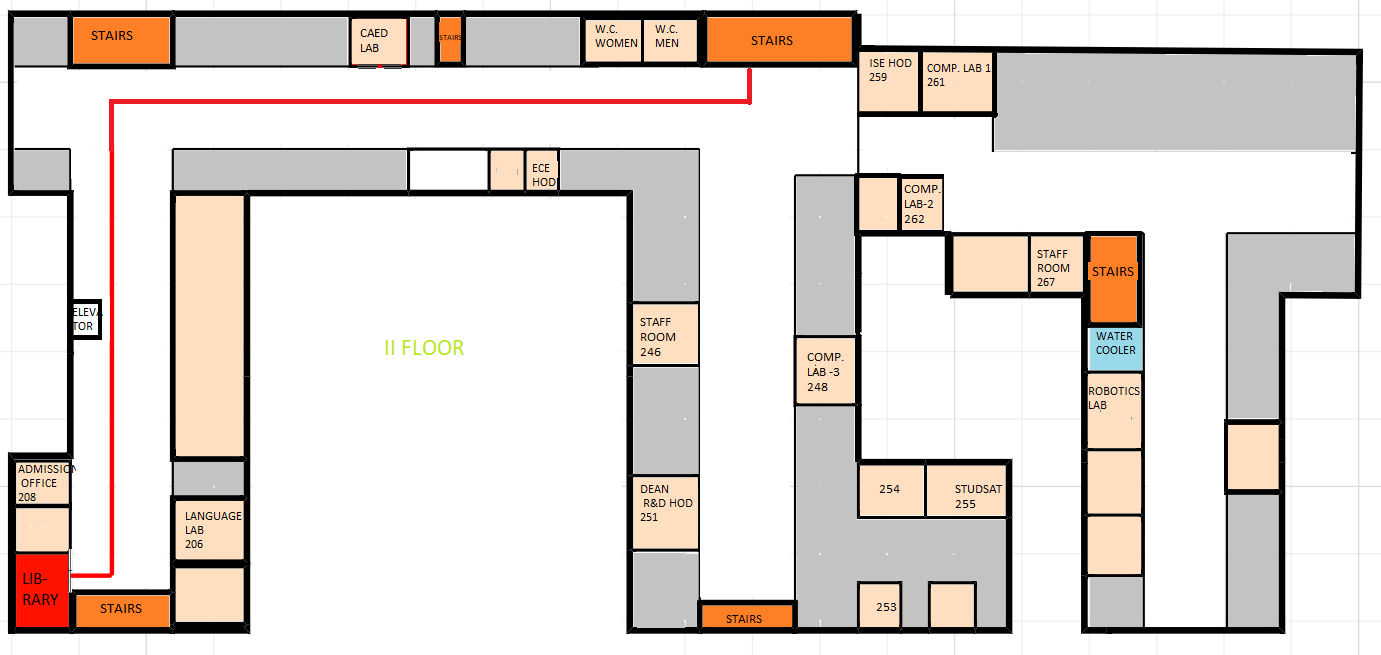 STAIRS
CAED
LAB
STAIRS
W.C.
WOMEN
W.C.
MEN
STAIRS
ISE HOD
259
COMP. LAB 1
261
ECE
HOD
COMP.
LAB-2
262
STAFF
ROOM
267
STAIRS
ELEVA
TOR
II FLOOR
STAFF
ROOM
246
COMP.
LAB -3
248
WATER
COOLER
ROBOTICS
LAB
ADMISSION
OFFICE
208
LANGUAGE
LAB
206
DEAN
R&D HOD
251
254
STUDSAT
255
LIB-
RARY
STAIRS
STAIRS
253